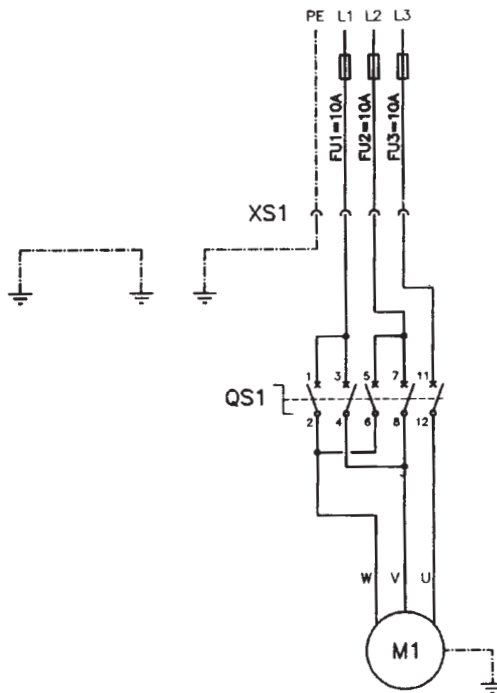 PE L1 L2 L3
FU1=10A
FU2=10A
FU3=10A
XS1
1 3 5 7 11
QS1
2 4 6 8 12
W V U
M1